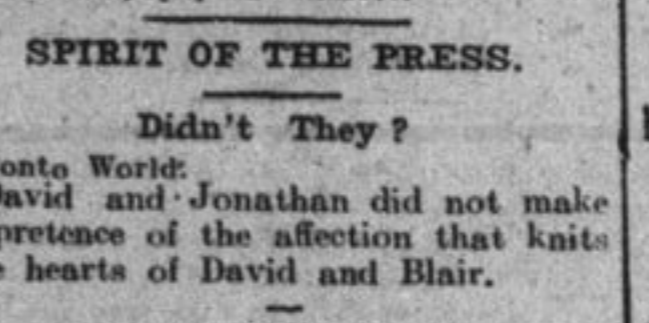 SPIRIT OF THE PRESS.
Didn't They?
onto World:
avid and Jonathan did not make
pretence of the affection that knits
hearts of David and Blair.